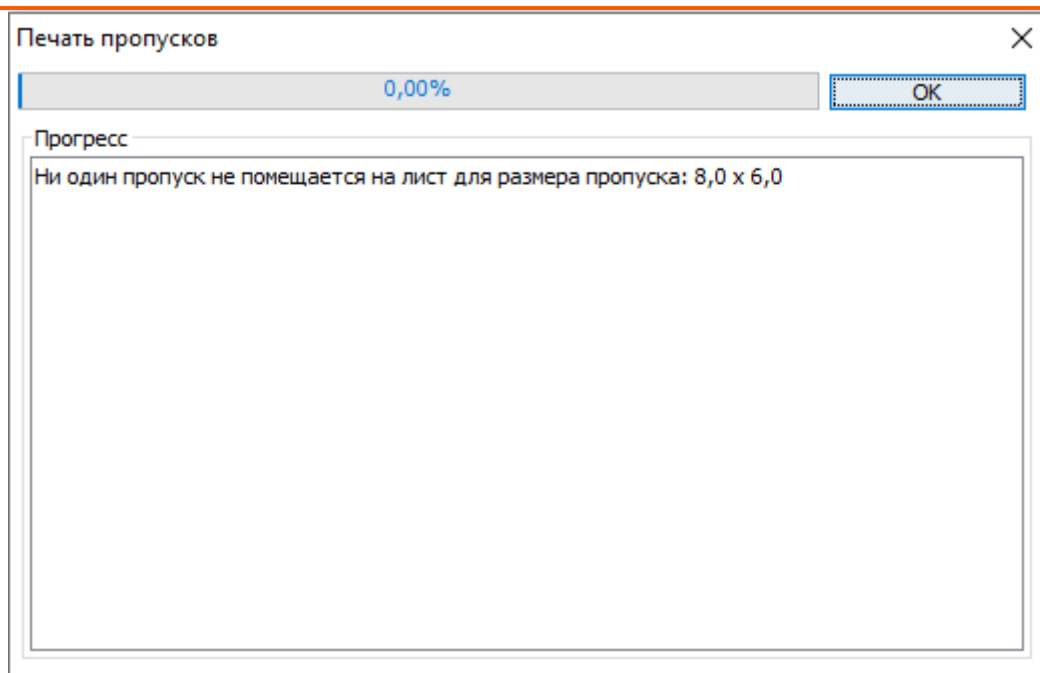 Печать пропусков
0,00%
OK
Прогресс
Ни один пропуск не помещается на лист для размера пропуска: 8,0 x 6,0